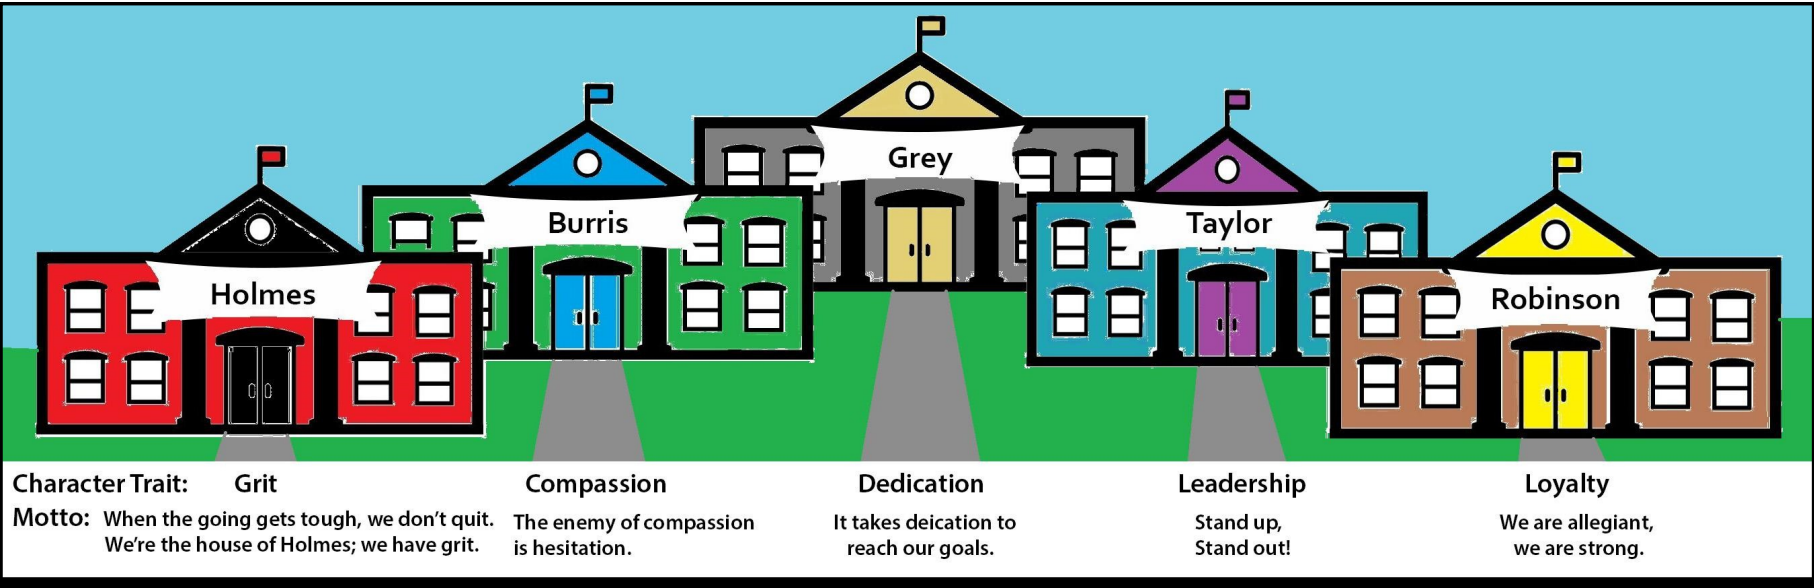 Grey
Burris
Taylor
Holmes
Robinson
Character Trait: Grit Compassion Dedication Leadership Loyalty
Motto: When the going gets tough, we don't quit.
We're the house of Holmes; we have grit.
The enemy of compassion
is hesitation.
It takes deication to
reach our goals.
Stand up,
Stand out!
We are allegiant,
we are strong.